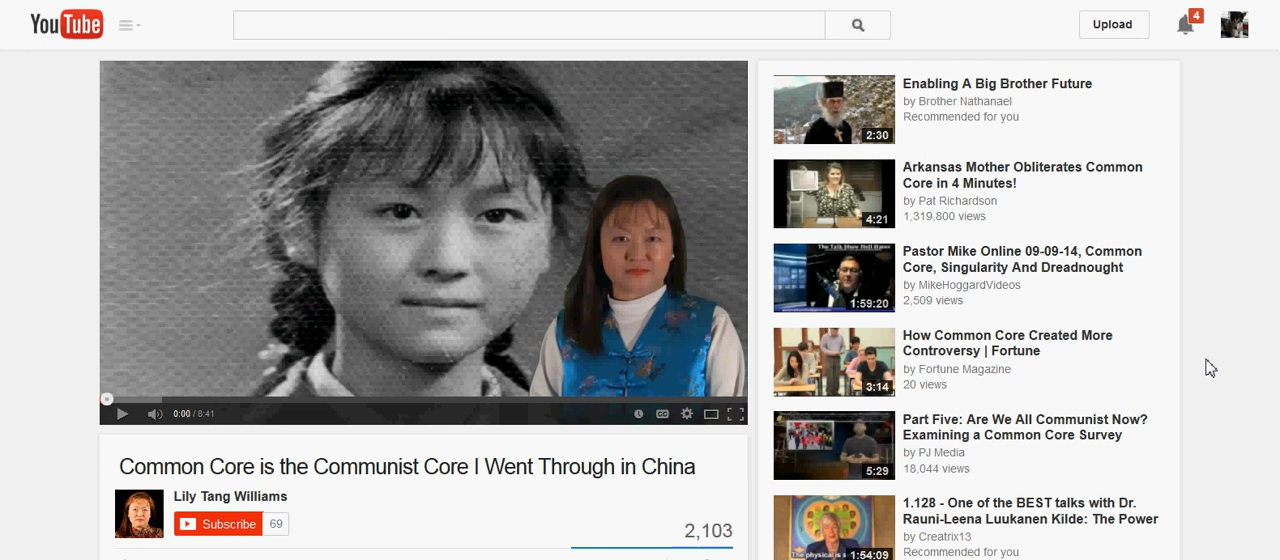 YouTube
Upload
4
0:00 / 8:41
CC
Common Core is the Communist Core I Went Through in China
Lily Tang Williams
Subscribe 69
2,103
2:30
Enabling A Big Brother Future
by Brother Nathanael
Recommended for you
4:21
Arkansas Mother Obliterates Common
Core in 4 Minutes!
by Pat Richardson
1,319,800 views
1:59:20
Pastor Mike Online 09-09-14, Common
Core, Singularity And Dreadnought
by MikeHoggardVideos
2,509 views
3:14
How Common Core Created More
Controversy | Fortune
by Fortune Magazine
20 views
5:29
Part Five: Are We All Communist Now?
Examining a Common Core Survey
by PJ Media
18,044 views
The physical is
1:54:09
1.128 - One of the BEST talks with Dr.
Rauni-Leena Luukanen Kilde: The Power
by Creatrix13
Recommended for you